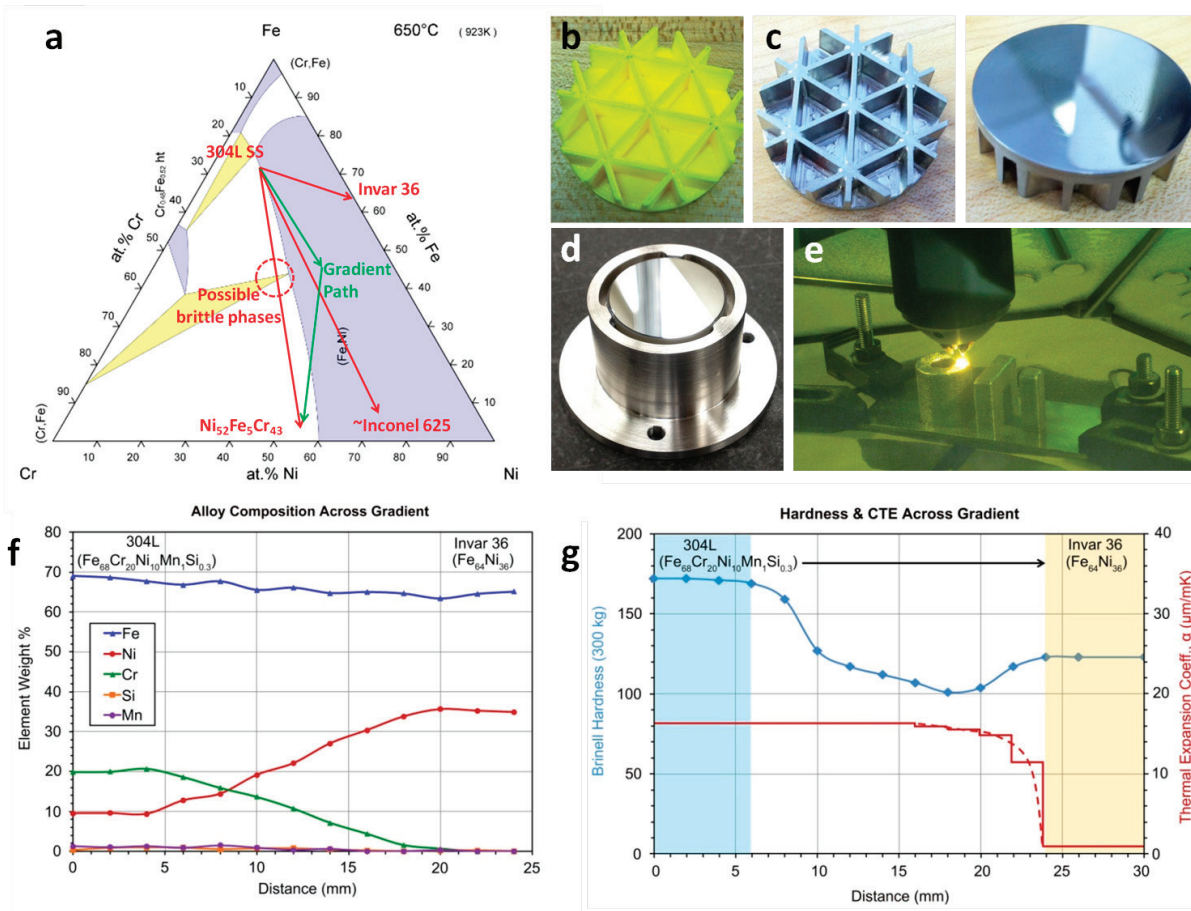 a
Fe
650°C (923K)
(Cr,Fe)
10
90
20
80
304L SS
30
70
Invar 36
Cr0.48Fe0.52 ht
40
60
at.% Cr
at.% Fe
50
50
Gradient
Path
60
40
Possible
brittle phases
70
30
(Fe,Ni)
80
20
90
10
(Cr,Fe)
Ni52Fe5Cr43
~Inconel 625
10
20
30
40
50
60
70
80
90
Cr
at.% Ni
Ni
b
c
d
e
f
Alloy Composition Across Gradient
80
70
60
50
40
30
20
10
0
Element Weight %
304L
(Fe68Cr20Ni10Mn1Si0.3)
Invar 36
(Fe64Ni36)
Fe
Ni
Cr
Si
Mn
0
5
10
15
20
25
Distance (mm)
g
Hardness & CTE Across Gradient
200
150
100
50
0
Brinell Hardness (300 kg)
304L
(Fe68Cr20Ni10Mn1Si0.3)
Invar 36
(Fe64Ni36)
40
30
20
10
0
Thermal Expansion Coeff., α (µm/mK)
0
5
10
15
20
25
30
Distance (mm)